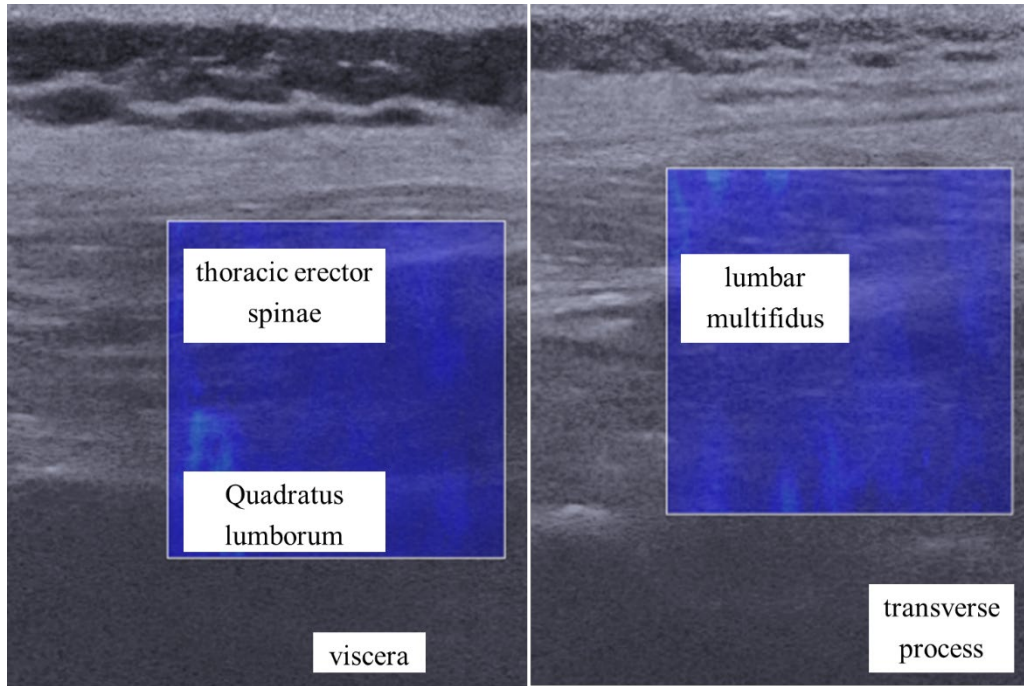 thoracic erector
spinae
Quadratus
lumborum
viscera
lumbar
multifidus
transverse
process